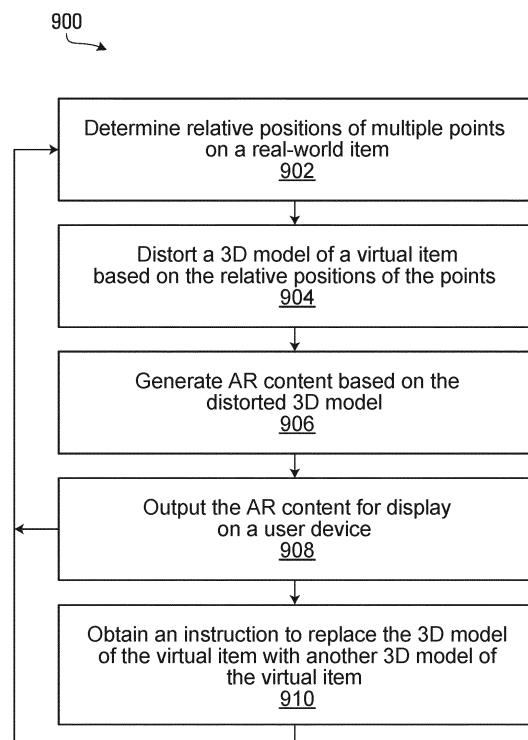 900
Determine relative positions of multiple points
on a real-world item
902
Distort a 3D model of a virtual item
based on the relative positions of the points
904
Generate AR content based on the
distorted 3D model
906
Output the AR content for display
on a user device
908
Obtain an instruction to replace the 3D model
of the virtual item with another 3D model of
the virtual item
910